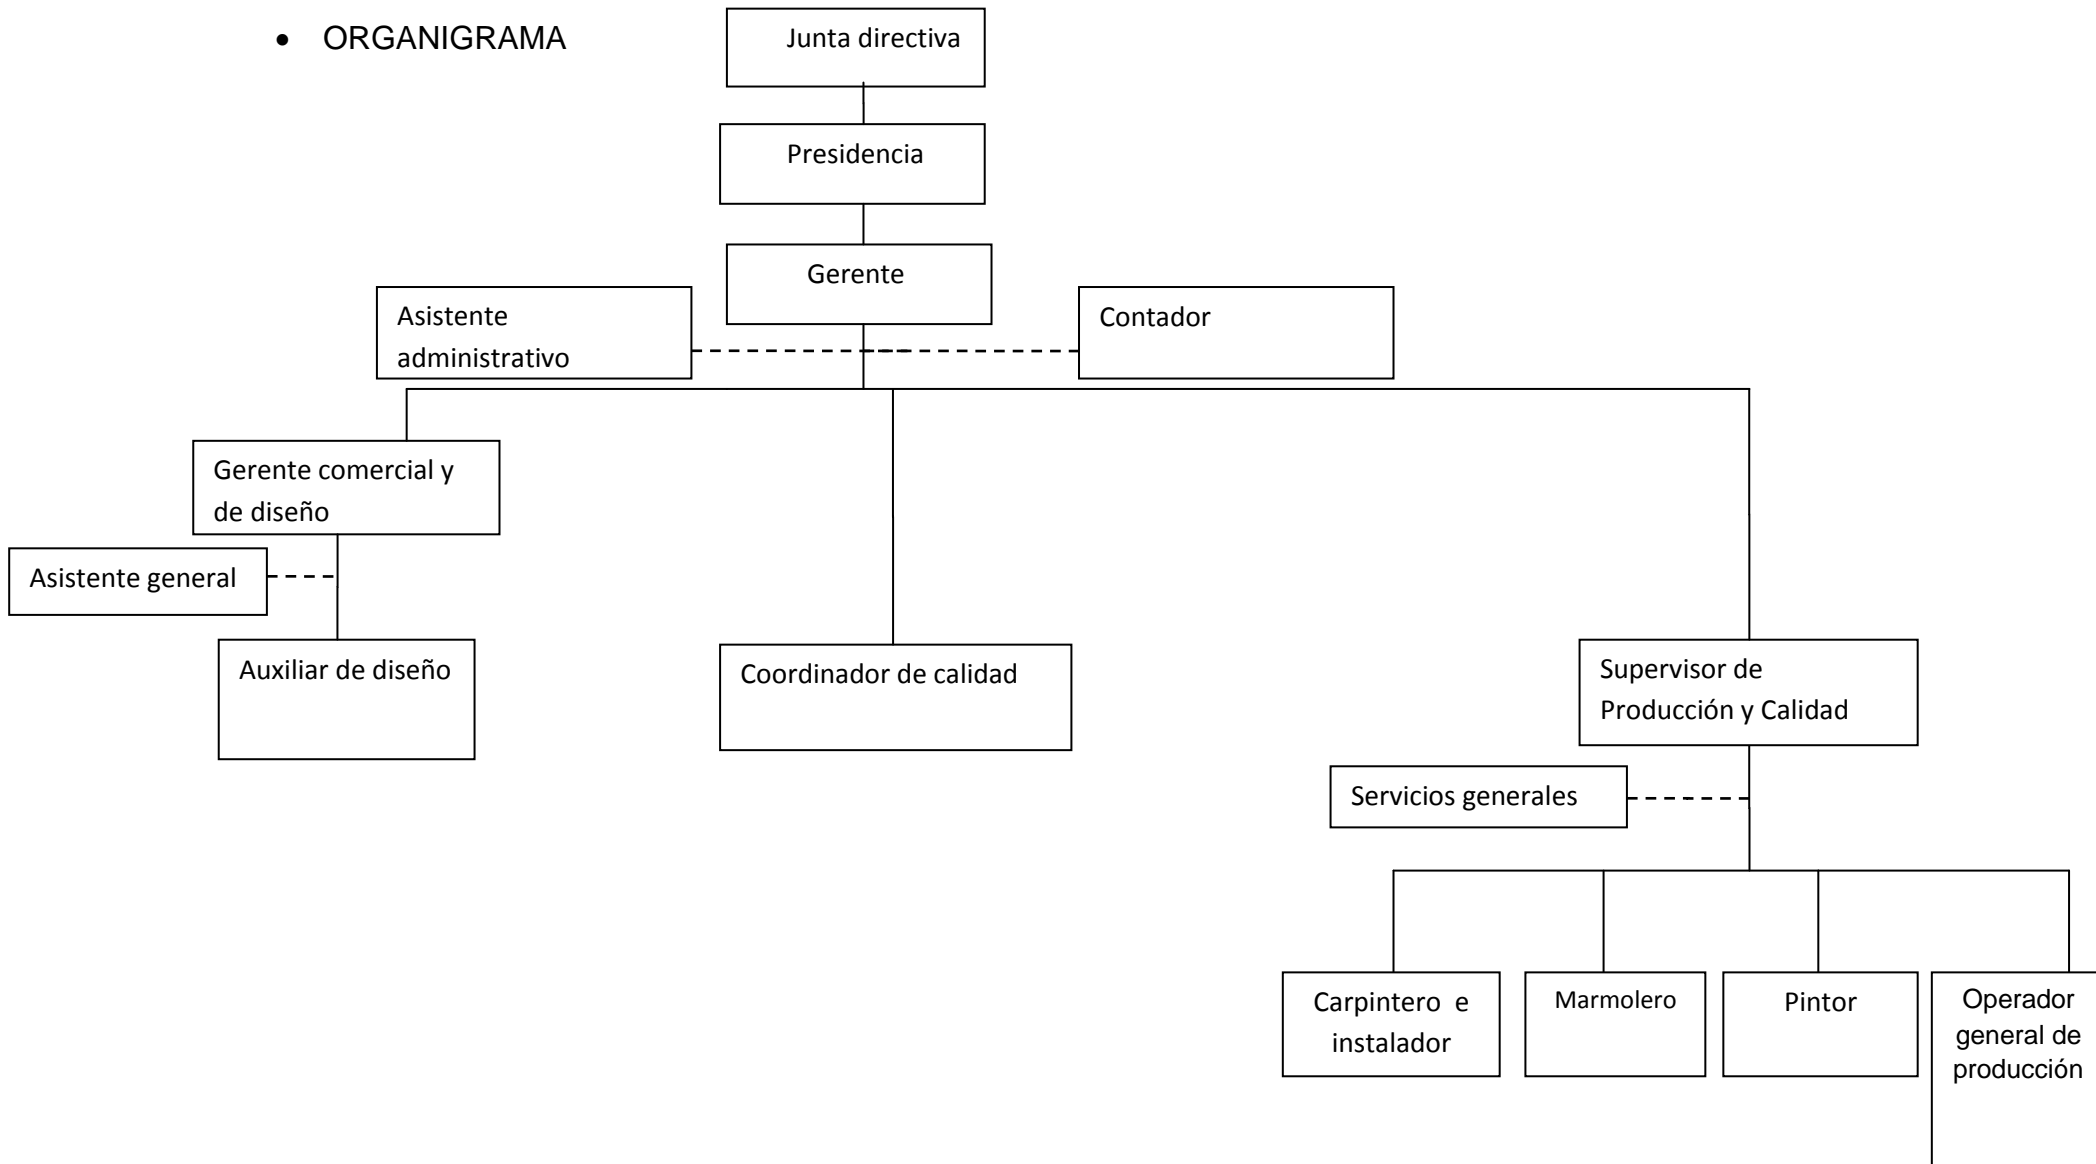 • ORGANIGRAMA
Junta directiva
Presidencia
Gerente
Asistente
administrativo
Contador
Gerente comercial y
de diseño
Asistente general
Auxiliar de diseño
Coordinador de calidad
Supervisor de
Producción y Calidad
Servicios generales
Carpintero e
instalador
Marmolero
Pintor
Operador
general de
producción